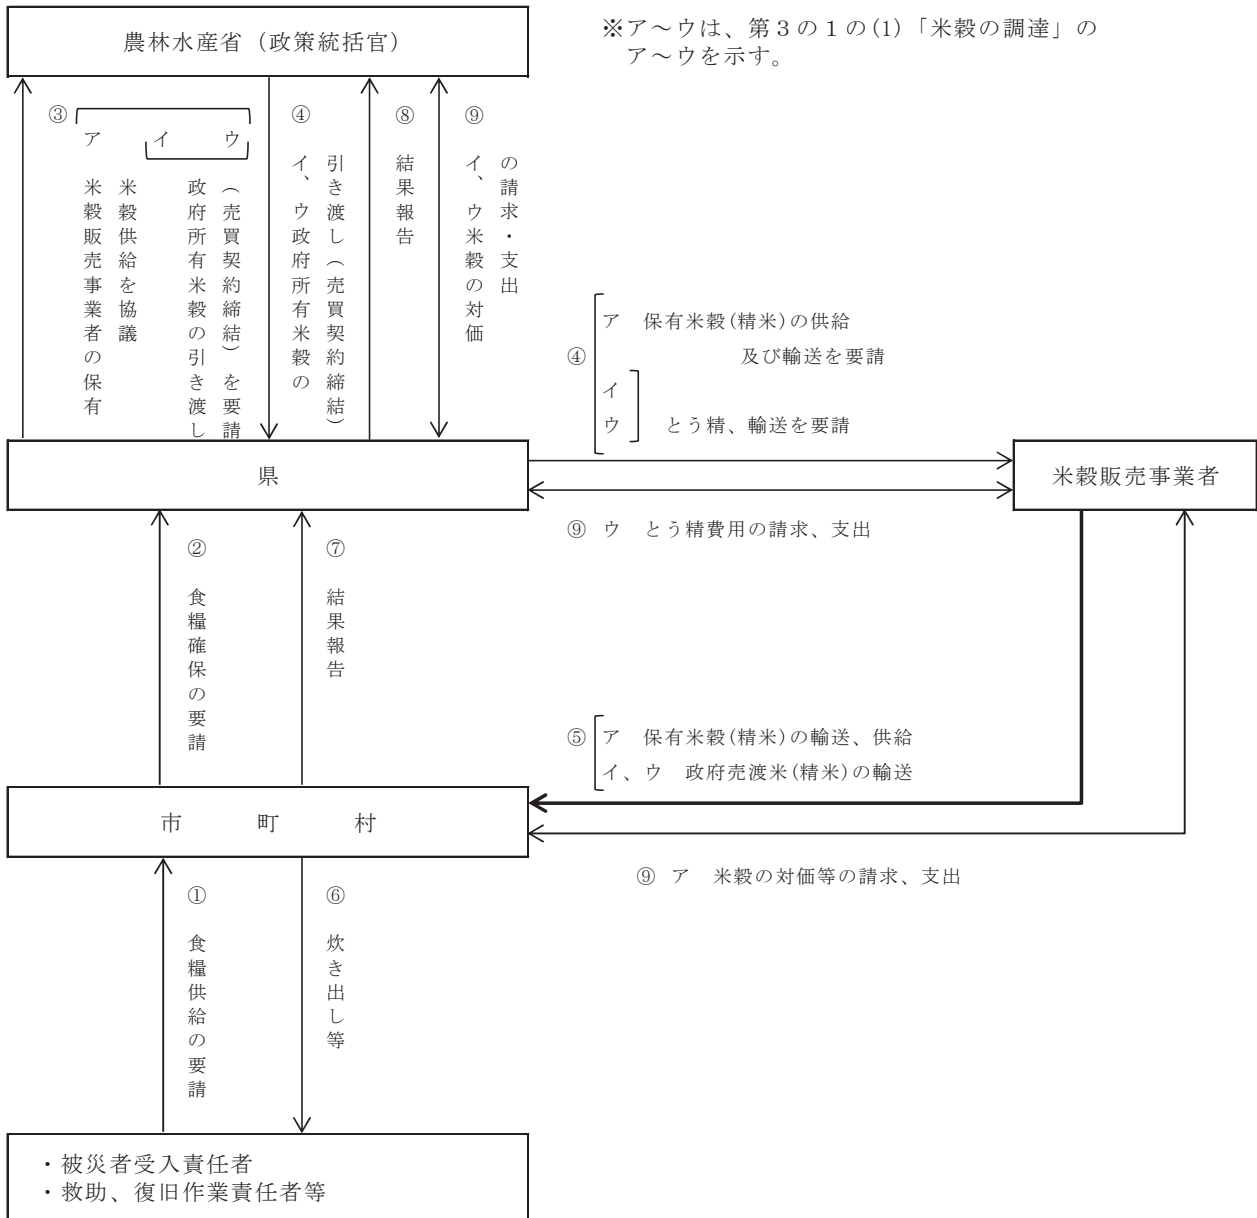 農林水産省（政策統括官）
※ア～ウは、第３の１の(1)「米穀の調達」の
ア～ウを示す。
③
ア
米穀販売事業者の保有
米穀供給を協議
イ　ウ
政府所有米穀の引き渡し
（売買契約締結）を要請
④
イ、ウ政府所有米穀の
引き渡し（売買契約締結）
⑧
結果報告
⑨
イ、ウ米穀の対価
の請求・支出
④
ア　保有米穀(精米)の供給
及び輸送を要請
イ
ウ　とう精、輸送を要請
県
米穀販売事業者
⑨　ウ　とう精費用の請求、支出
②
食糧確保の要請
⑦
結果報告
⑤
ア　保有米穀(精米)の輸送、供給
イ、ウ　政府売渡米(精米)の輸送
市　町　村
⑨　ア　米穀の対価等の請求、支出
①
食糧供給の要請
⑥
炊き出し等
・被災者受入責任者
・救助、復旧作業責任者等